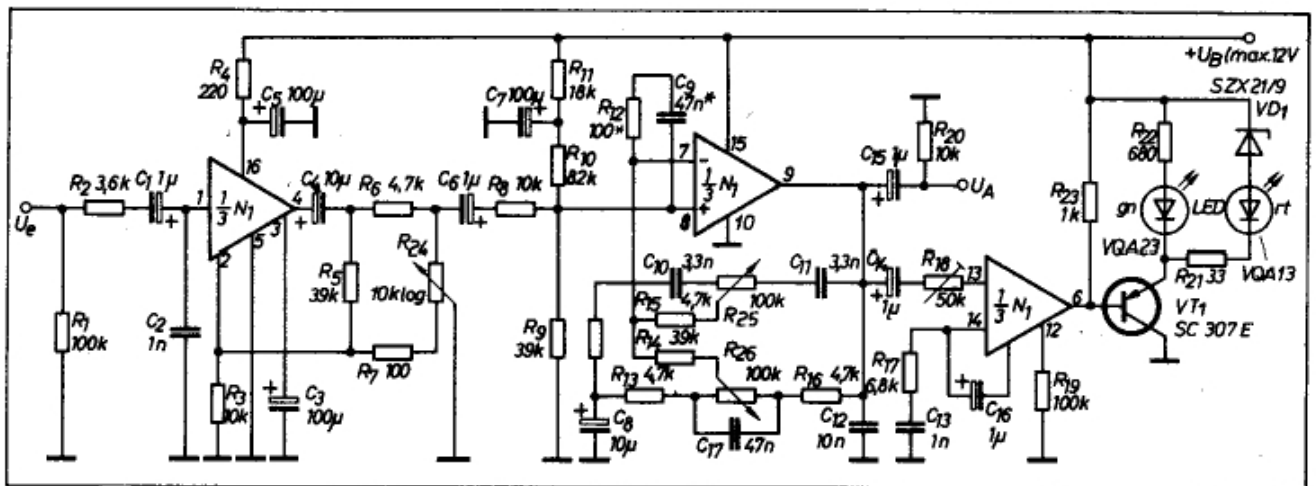 Uₑ
R₁
100k
R₂ 3,6k
C₁ 1µ
+
C₂
1n
R₄
220
+
C₅ 100µ
16
1
1/3 N₁
4
3
2
5
R₃
10k
+
C₃
100µ
C₄ 10µ
+
R₆ 4,7k
R₅
39k
R₂₄
10k log
R₇ 100
C₆ 1µ
+
R₈ 10k
C₇ 100µ
+
R₁₁
18k
R₁₀
82k
R₉
39k
R₁₂
100*
C₉
47n*
7
-
8
+
1/3 N₁
15
9
10
C₁₅ 1µ
+
R₂₀
10k
U_A
C₁₀ 3,3n
C₁₁ 3,3n
4,7k
R₁₅
39k
100k
R₂₅
R₁₄
R₂₆
100k
R₁₃ 4,7k
R₁₆ 4,7k
+
C₈
10µ
C₁₇ 47n
C₁₂
10n
C₁₄
+
1µ
R₁₈
50k
13
14
1/3 N₁
6
12
R₁₇
6,8k
C₁₃
1n
+
C₁₆
1µ
R₁₉
100k
R₂₃
1k
+U_B (max.12V
SZX21/9
VD₁
R₂₂
680
gn
LED
rt
VQA23
R₂₁ 33
VQA13
VT₁
SC 307 E